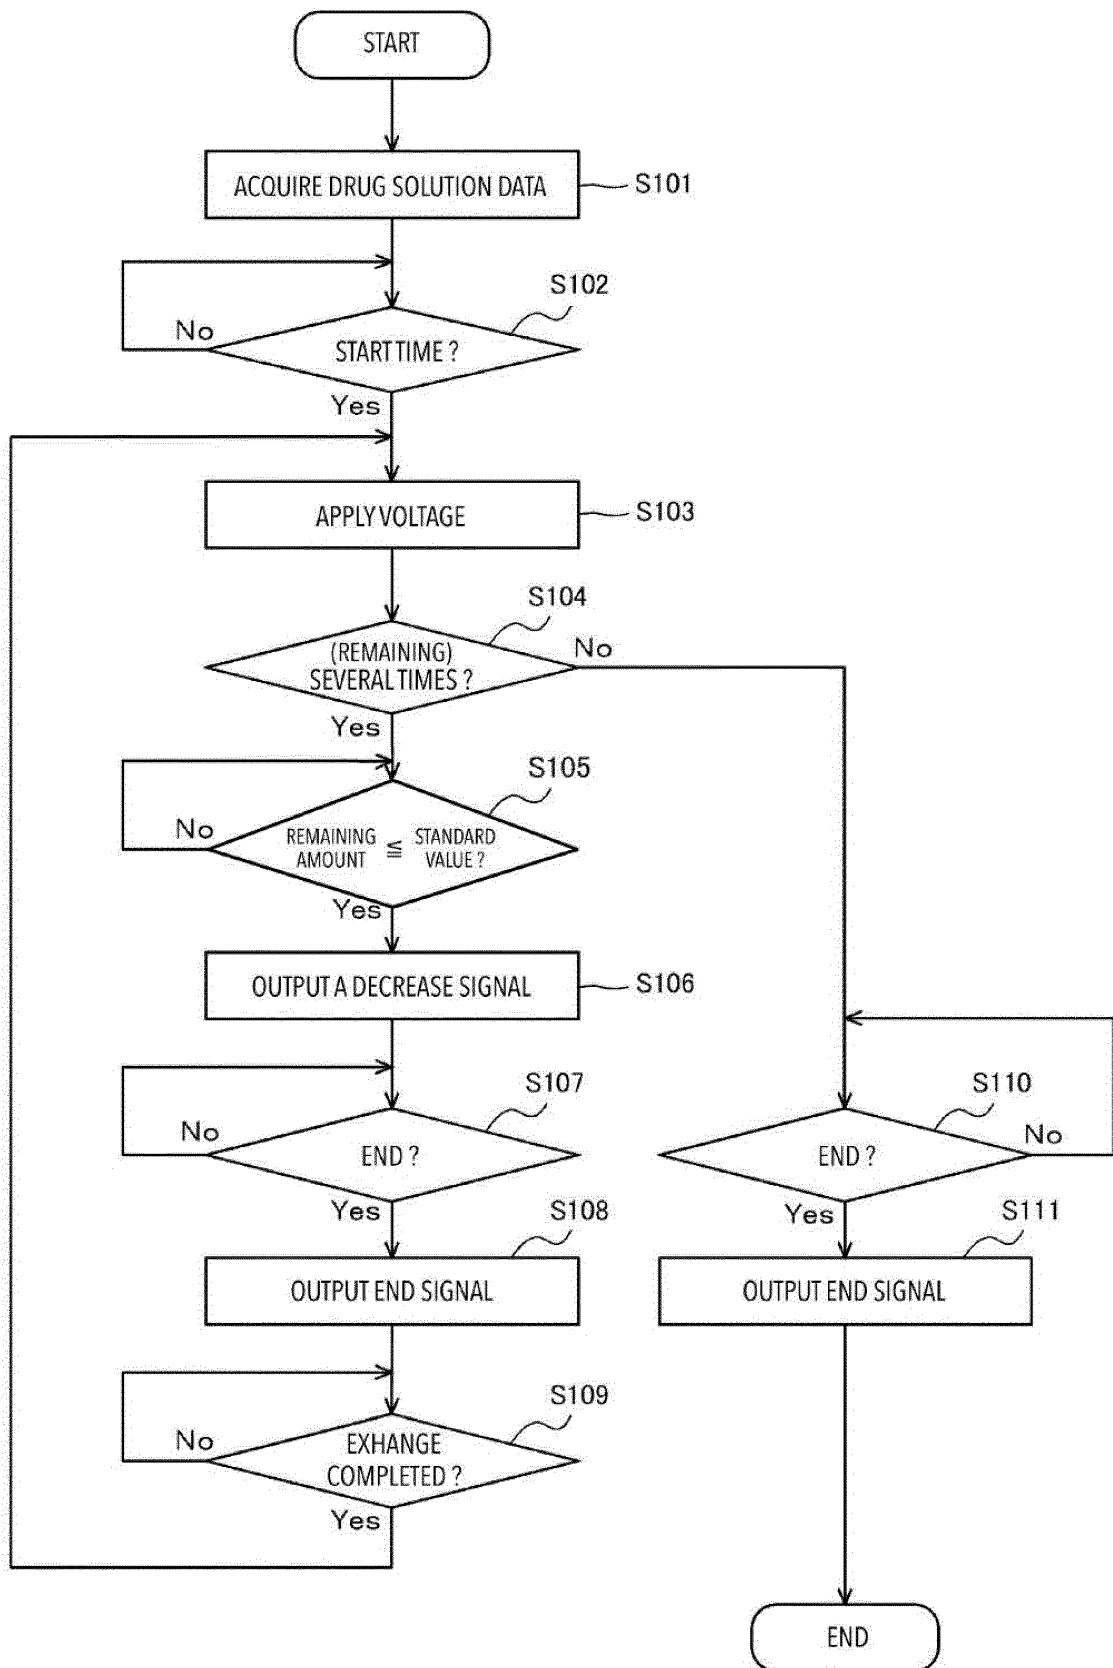 START
ACQUIRE DRUG SOLUTION DATA
S101
S102
No
START TIME ?
Yes
APPLY VOLTAGE
S103
S104
(REMAINING)
SEVERAL TIMES ?
No
Yes
S105
No
REMAINING AMOUNT ≦ STANDARD VALUE ?
Yes
OUTPUT A DECREASE SIGNAL
S106
S107
No
END ?
Yes
S108
OUTPUT END SIGNAL
S109
No
EXHANGE
COMPLETED ?
Yes
S110
No
END ?
Yes
S111
OUTPUT END SIGNAL
END